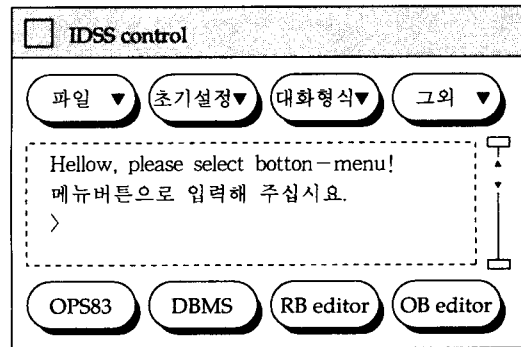 IDSS control
파일 ▼ 초기설정▼ 대화형식▼ 그외 ▼
Hellow, please select botton－menu!
메뉴버튼으로 입력해 주십시요.
〉
OPS83 DBMS RB editor OB editor